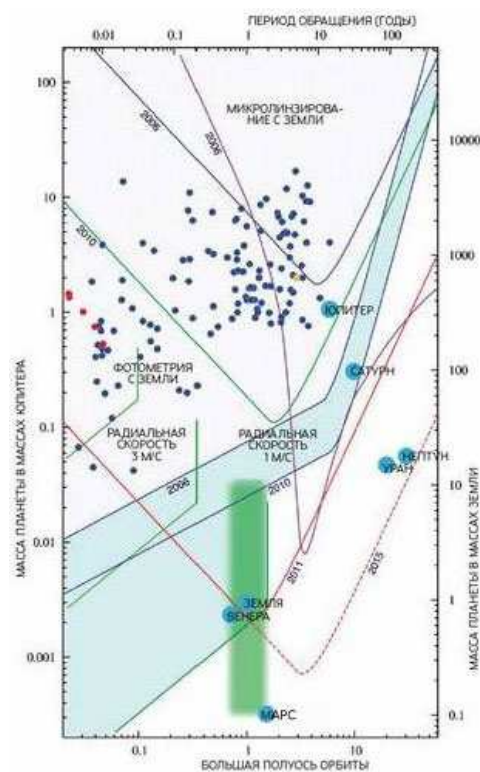 ПЕРИОД ОБРАЩЕНИЯ (ГОДЫ)
0.01
0.1
1
10
100
100
10
1
0.1
0.01
0.001
МАССА ПЛАНЕТЫ В МАССАХ ЮПИТЕРА
10000
1000
100
10
1
0.1
МАССА ПЛАНЕТЫ В МАССАХ ЗЕМЛИ
МИКРОЛИНЗИРОВА-
НИЕ С ЗЕМЛИ
2006
2006
2010
ЮПИТЕР
САТУРН
ФОТОМЕТРИЯ
С ЗЕМЛИ
РАДИАЛЬНАЯ
СКОРОСТЬ
3 М/С
РАДИАЛЬНАЯ
СКОРОСТЬ
1 М/С
НЕПТУН
УРАН
2006
2010
2011
2015
ЗЕМЛЯ
ВЕНЕРА
МАРС
0.1
1
10
БОЛЬШАЯ ПОЛУОСЬ ОРБИТЫ